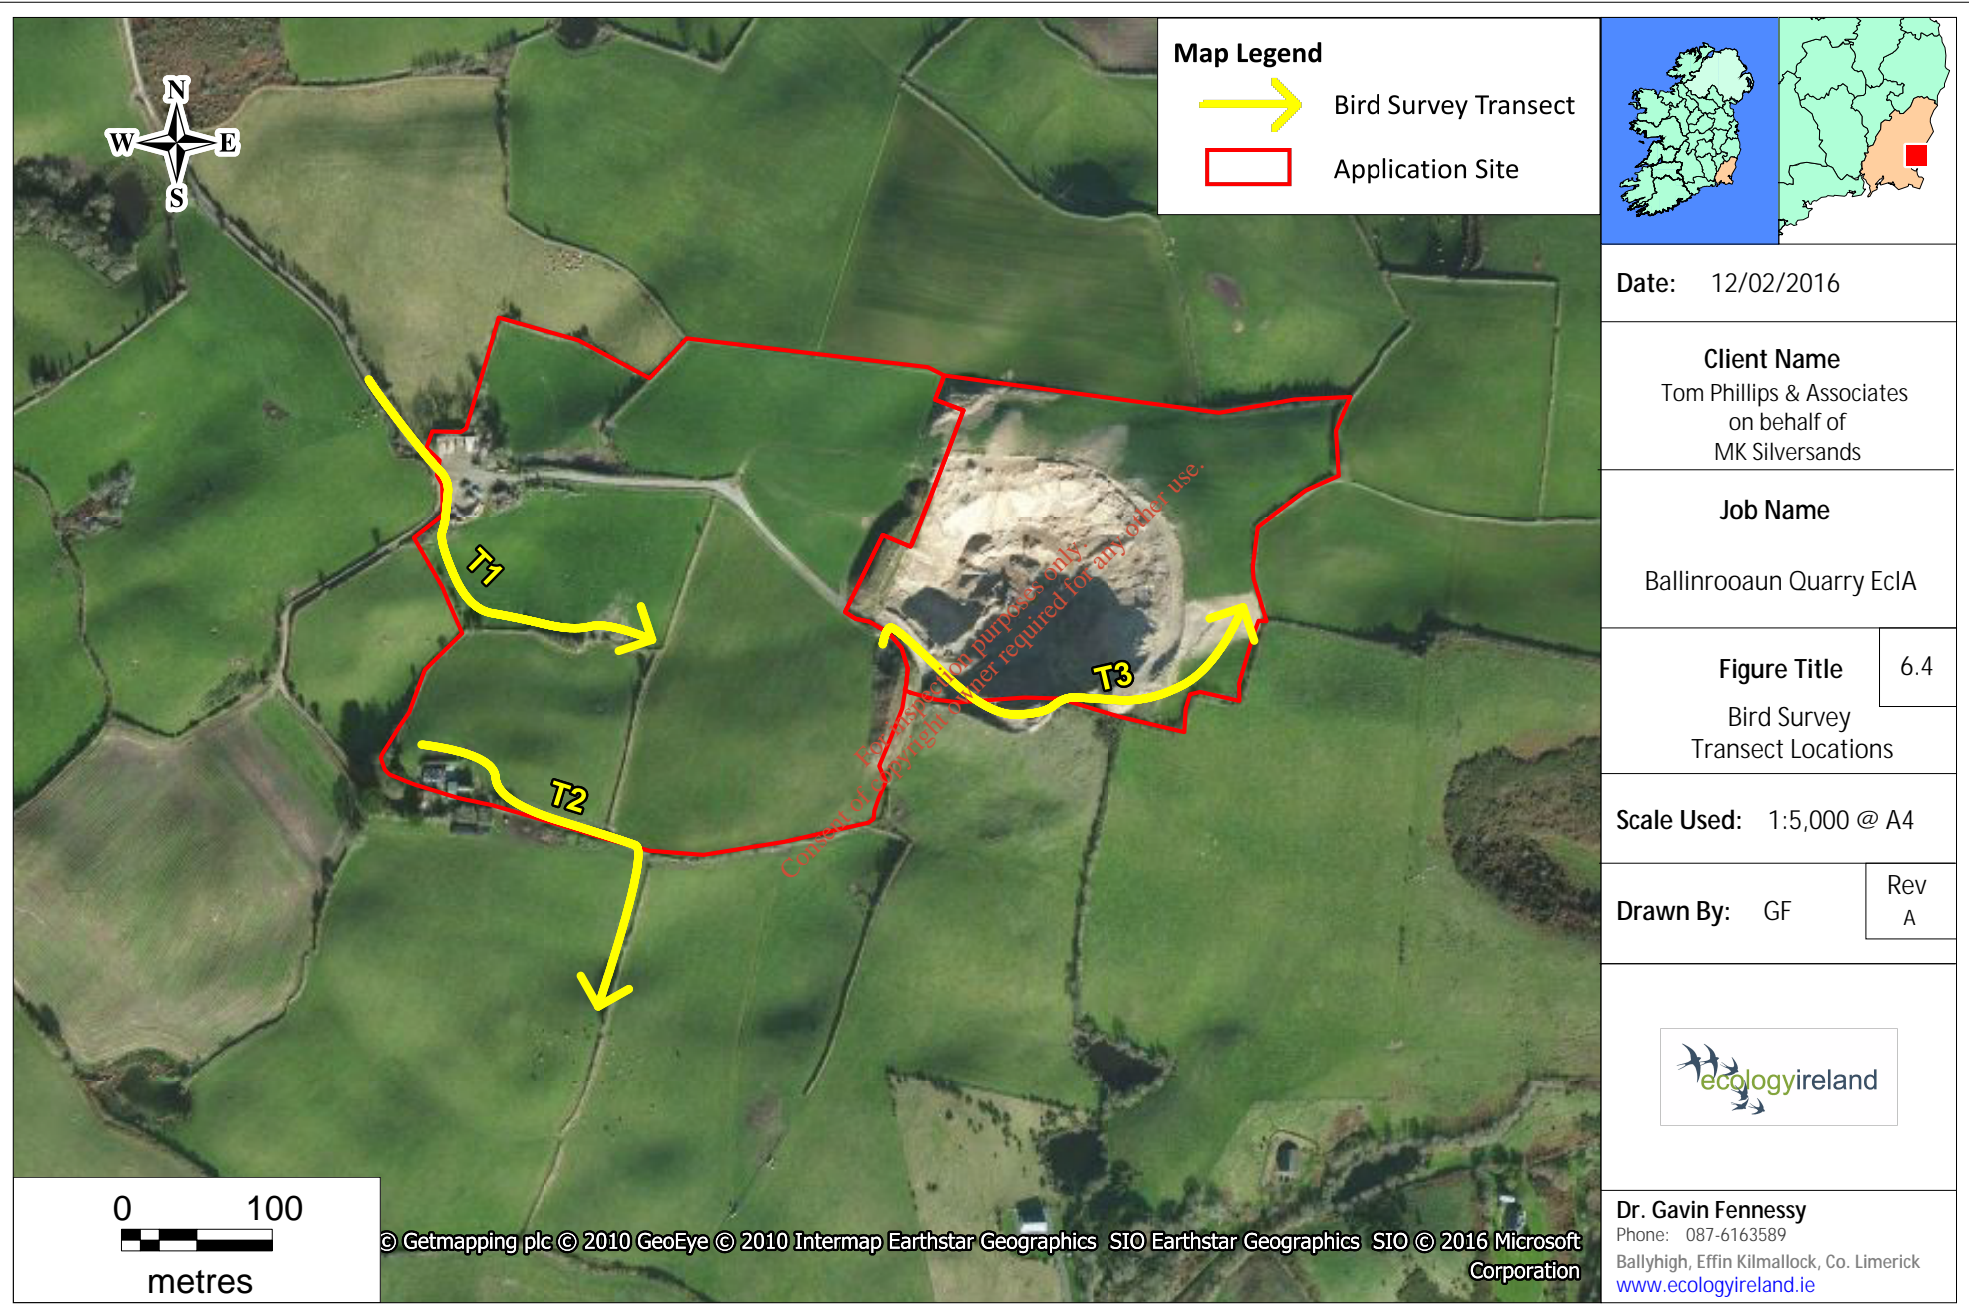 N
W E
S
Map Legend
Bird Survey Transect
Application Site
T1
T2
T3
For inspection purposes only.
Consent of copyright owner required for any other use.
0 100
metres
© Getmapping plc © 2010 GeoEye © 2010 Intermap Earthstar Geographics SIO Earthstar Geographics SIO © 2016 Microsoft
Corporation
Date: 12/02/2016
Client Name
Tom Phillips & Associates
on behalf of
MK Silversands
Job Name
Ballinrooaun Quarry EcIA
Figure Title 6.4
Bird Survey
Transect Locations
Scale Used: 1:5,000 @ A4
Drawn By: GF
Rev
A
ecologyireland
Dr. Gavin Fennessy
Phone: 087-6163589
Ballyhigh, Effin Kilmallock, Co. Limerick
www.ecologyireland.ie